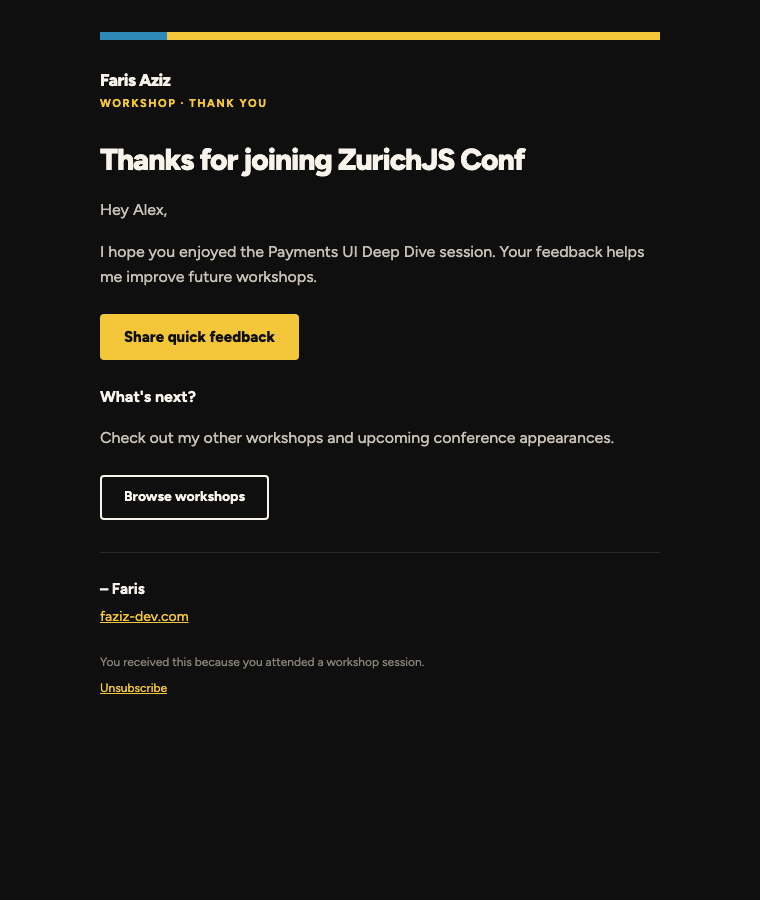 Faris Aziz
WORKSHOP · THANK YOU
Thanks for joining ZurichJS Conf
Hey Alex,
I hope you enjoyed the Payments UI Deep Dive session. Your feedback helps
me improve future workshops.
Share quick feedback
What's next?
Check out my other workshops and upcoming conference appearances.
Browse workshops
– Faris
faziz-dev.com
You received this because you attended a workshop session.
Unsubscribe